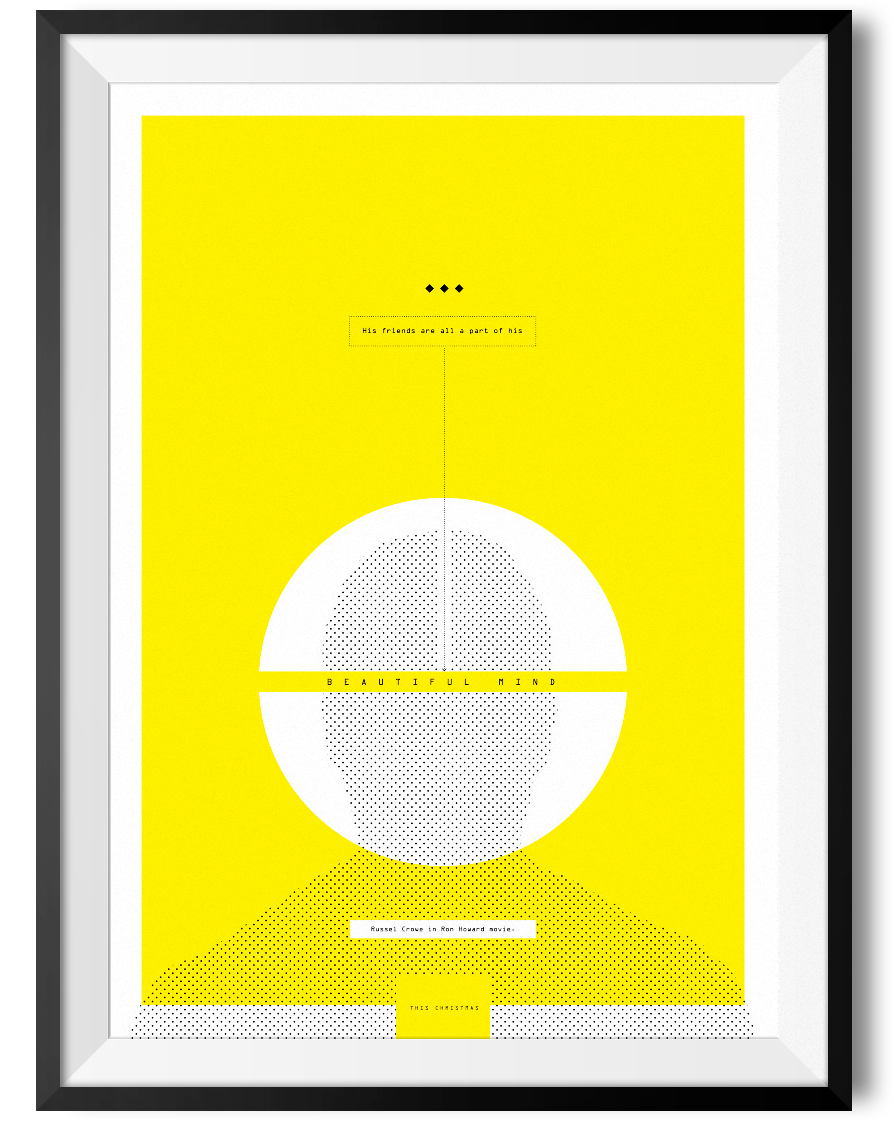 His friends are all a part of his
BEAUTIFUL MIND
Russel Crowe in Ron Howard movie.
THIS CHRISTMAS